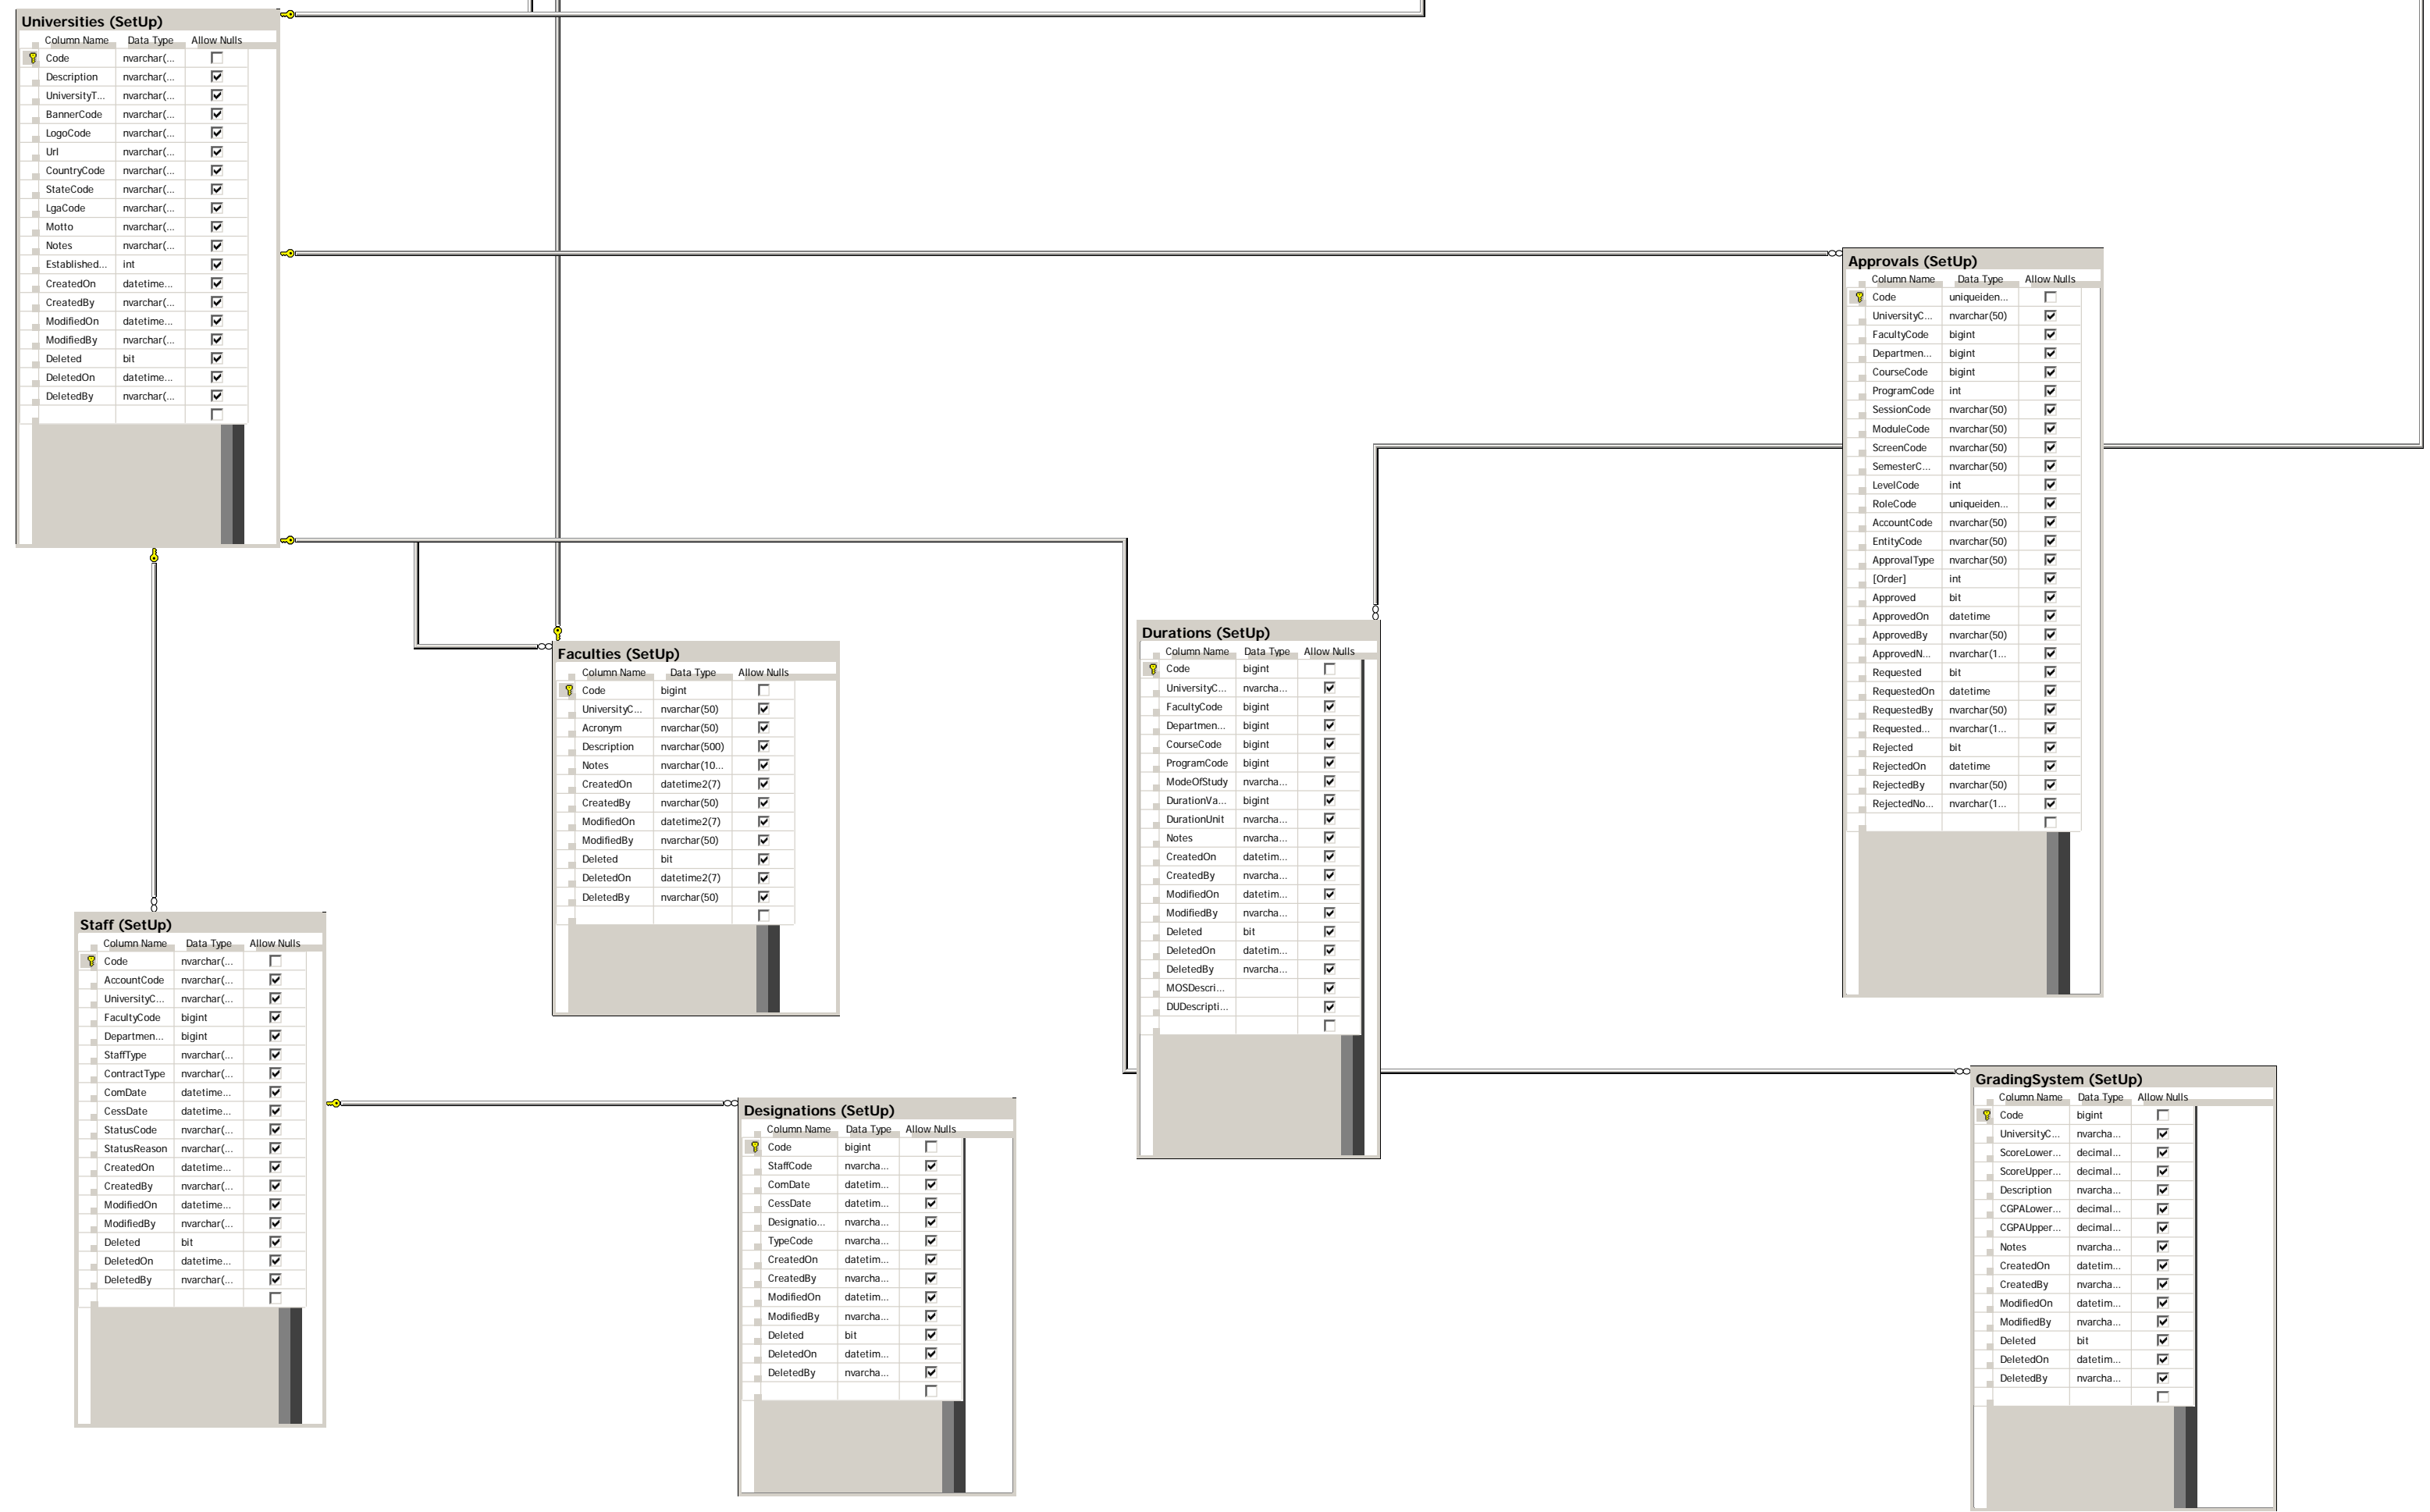 Universities (SetUp)
Column Name Data Type Allow Nulls
Code nvarchar(...
Description nvarchar(...
UniversityT... nvarchar(...
BannerCode nvarchar(...
LogoCode nvarchar(...
Url nvarchar(...
CountryCode nvarchar(...
StateCode nvarchar(...
LgaCode nvarchar(...
Motto nvarchar(...
Notes nvarchar(...
Established... int
CreatedOn datetime...
CreatedBy nvarchar(...
ModifiedOn datetime...
ModifiedBy nvarchar(...
Deleted bit
DeletedOn datetime...
DeletedBy nvarchar(...
Approvals (SetUp)
Column Name Data Type Allow Nulls
Code uniqueiden...
UniversityC... nvarchar(50)
FacultyCode bigint
Departmen... bigint
CourseCode bigint
ProgramCode int
SessionCode nvarchar(50)
ModuleCode nvarchar(50)
ScreenCode nvarchar(50)
SemesterC... nvarchar(50)
LevelCode int
RoleCode uniqueiden...
AccountCode nvarchar(50)
EntityCode nvarchar(50)
ApprovalType nvarchar(50)
[Order] int
Approved bit
ApprovedOn datetime
ApprovedBy nvarchar(50)
ApprovedN... nvarchar(1...
Requested bit
RequestedOn datetime
RequestedBy nvarchar(50)
Requested... nvarchar(1...
Rejected bit
RejectedOn datetime
RejectedBy nvarchar(50)
RejectedNo... nvarchar(1...
Faculties (SetUp)
Column Name Data Type Allow Nulls
Code bigint
UniversityC... nvarchar(50)
Acronym nvarchar(50)
Description nvarchar(500)
Notes nvarchar(10...
CreatedOn datetime2(7)
CreatedBy nvarchar(50)
ModifiedOn datetime2(7)
ModifiedBy nvarchar(50)
Deleted bit
DeletedOn datetime2(7)
DeletedBy nvarchar(50)
Durations (SetUp)
Column Name Data Type Allow Nulls
Code bigint
UniversityC... nvarcha...
FacultyCode bigint
Departmen... bigint
CourseCode bigint
ProgramCode bigint
ModeOfStudy nvarcha...
DurationVa... bigint
DurationUnit nvarcha...
Notes nvarcha...
CreatedOn datetim...
CreatedBy nvarcha...
ModifiedOn datetim...
ModifiedBy nvarcha...
Deleted bit
DeletedOn datetim...
DeletedBy nvarcha...
MOSDescri...
DUDescripti...
Staff (SetUp)
Column Name Data Type Allow Nulls
Code nvarchar(...
AccountCode nvarchar(...
UniversityC... nvarchar(...
FacultyCode bigint
Departmen... bigint
StaffType nvarchar(...
ContractType nvarchar(...
ComDate datetime...
CessDate datetime...
StatusCode nvarchar(...
StatusReason nvarchar(...
CreatedOn datetime...
CreatedBy nvarchar(...
ModifiedOn datetime...
ModifiedBy nvarchar(...
Deleted bit
DeletedOn datetime...
DeletedBy nvarchar(...
Designations (SetUp)
Column Name Data Type Allow Nulls
Code bigint
StaffCode nvarcha...
ComDate datetim...
CessDate datetim...
Designatio... nvarcha...
TypeCode nvarcha...
CreatedOn datetim...
CreatedBy nvarcha...
ModifiedOn datetim...
ModifiedBy nvarcha...
Deleted bit
DeletedOn datetim...
DeletedBy nvarcha...
GradingSystem (SetUp)
Column Name Data Type Allow Nulls
Code bigint
UniversityC... nvarcha...
ScoreLower... decimal...
ScoreUpper... decimal...
Description nvarcha...
CGPALower... decimal...
CGPAUpper... decimal...
Notes nvarcha...
CreatedOn datetim...
CreatedBy nvarcha...
ModifiedOn datetim...
ModifiedBy nvarcha...
Deleted bit
DeletedOn datetim...
DeletedBy nvarcha...